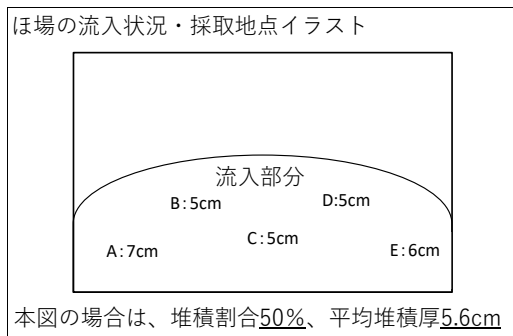 ほ場の流入状況・採取地点イラスト
流入部分
B:5cm
D:5cm
C:5cm
A:7cm
E:6cm
本図の場合は、堆積割合50%、平均堆積厚5.6cm